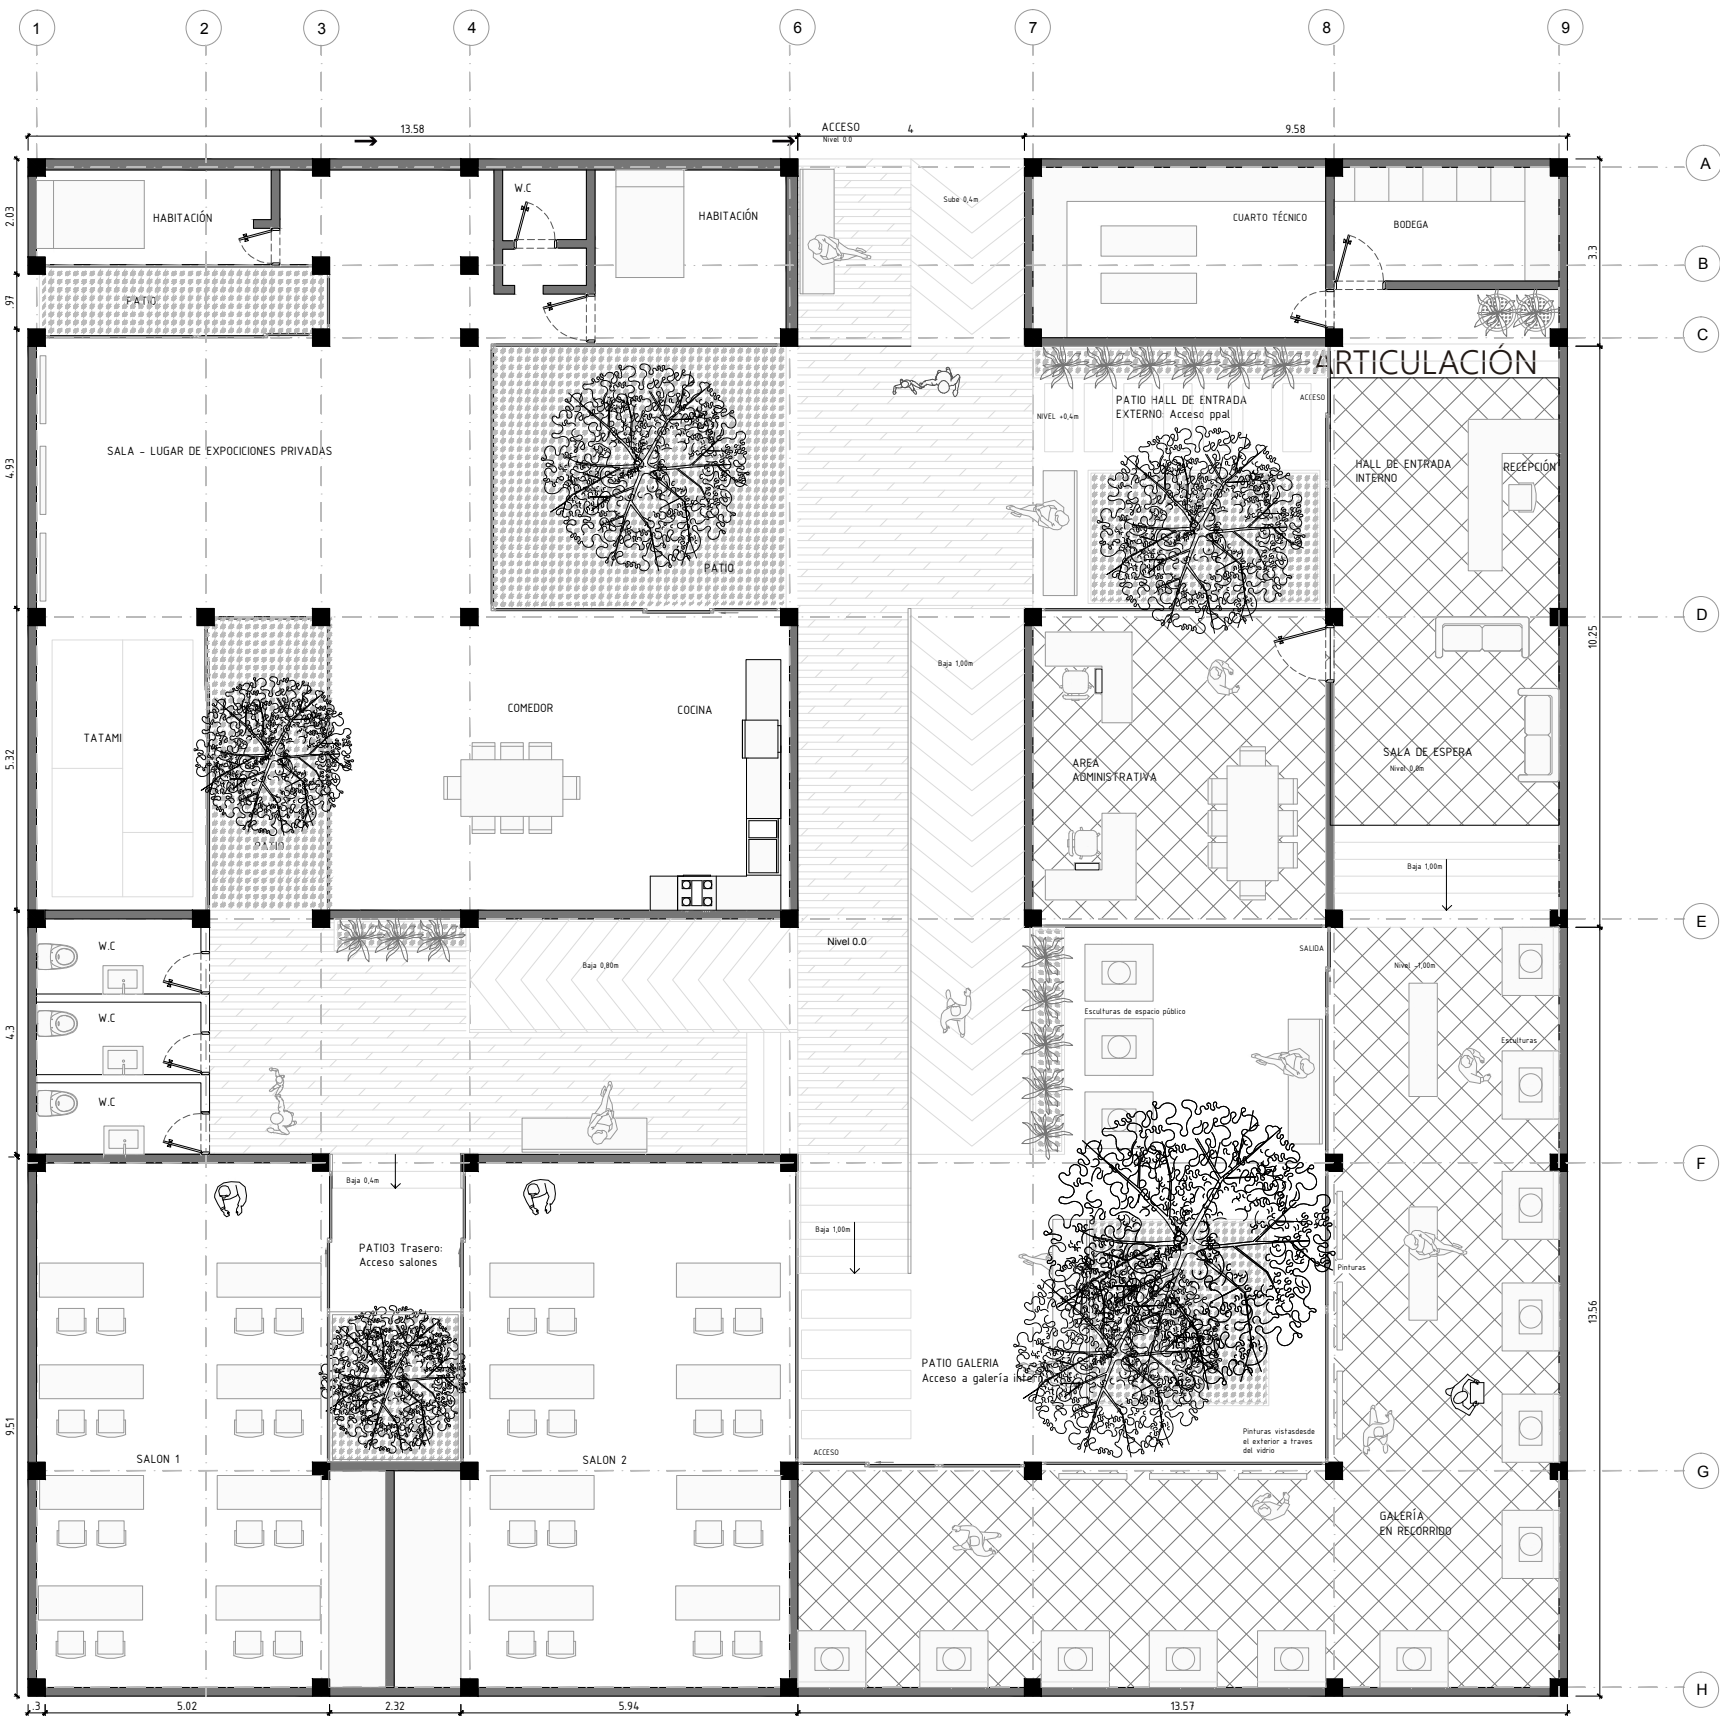 1 2 3 4 6 7 8 9
13.58
ACCESO
Nivel 0.0
4
9.58
A
2.03
HABITACIÓN
W.C
HABITACIÓN
Sube 0,4m
CUARTO TÉCNICO
BODEGA
3.3
B
.97
PATIO
C
ARTICULACIÓN
PATIO HALL DE ENTRADA
EXTERNO: Acceso ppal
ACCESO
NIVEL +0,4m
4.93
SALA - LUGAR DE EXPOCICIONES PRIVADAS
HALL DE ENTRADA
INTERNO
RECEPCIÓN
PATIO
D
10.25
Baja 1,00m
5.32
TATAMI
COMEDOR
COCINA
AREA
ADMINISTRATIVA
SALA DE ESPERA
Nivel 0,0m
PATIO
Baja 1,00m
E
W.C
Nivel 0.0
Baja 0,80m
SALIDA
Nivel -1,00m
Esculturas de espacio público
4.3
W.C
Esculturas
W.C
F
Baja 0,4m
Baja 1,00m
PATIO3 Trasero:
Acceso salones
Pinturas
13.56
PATIO GALERIA
Acceso a galería inter
9.51
Pinturas vistasdesde
el exterior a traves
del vidrio
ACCESO
SALON 1
SALON 2
G
GALERÍA
EN RECORRIDO
H
.3
5.02
2.32
5.94
13.57